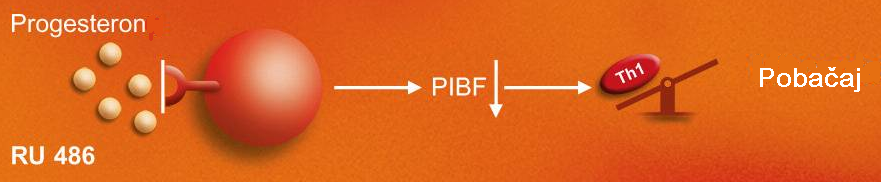 Progesteron
RU 486
PIBF
Th1
Pobačaj